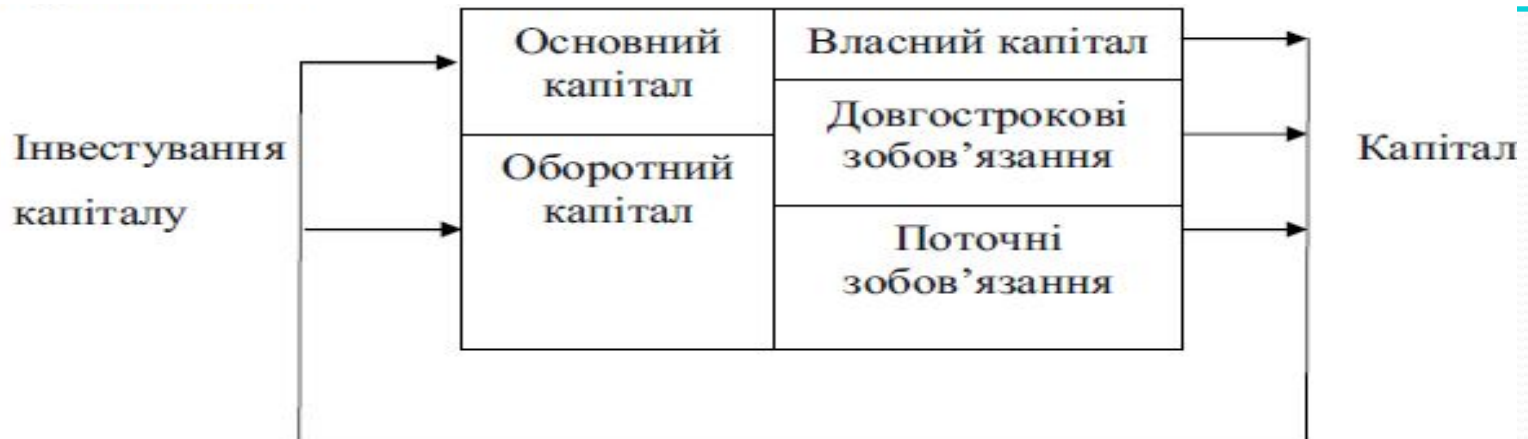 Інвестування
капіталу
Основний
капітал
Оборотний
капітал
Власний капітал
Довгострокові
зобов’язання
Поточні
зобов’язання
Капітал